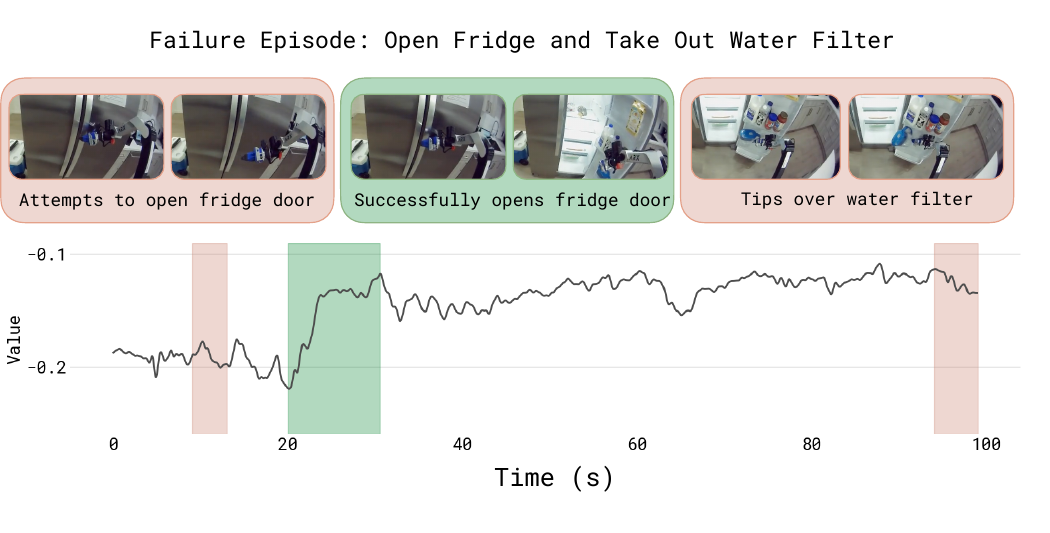 Failure Episode: Open Fridge and Take Out Water Filter
Attempts to open fridge door
Successfully opens fridge door
Tips over water filter
-0.1
-0.2
Value
0 20 40 60 80 100
Time (s)